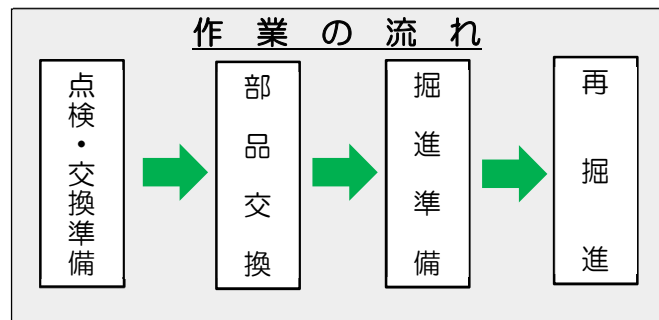 作業の流れ
点検・交換準備
部品交換
掘進準備
再掘進